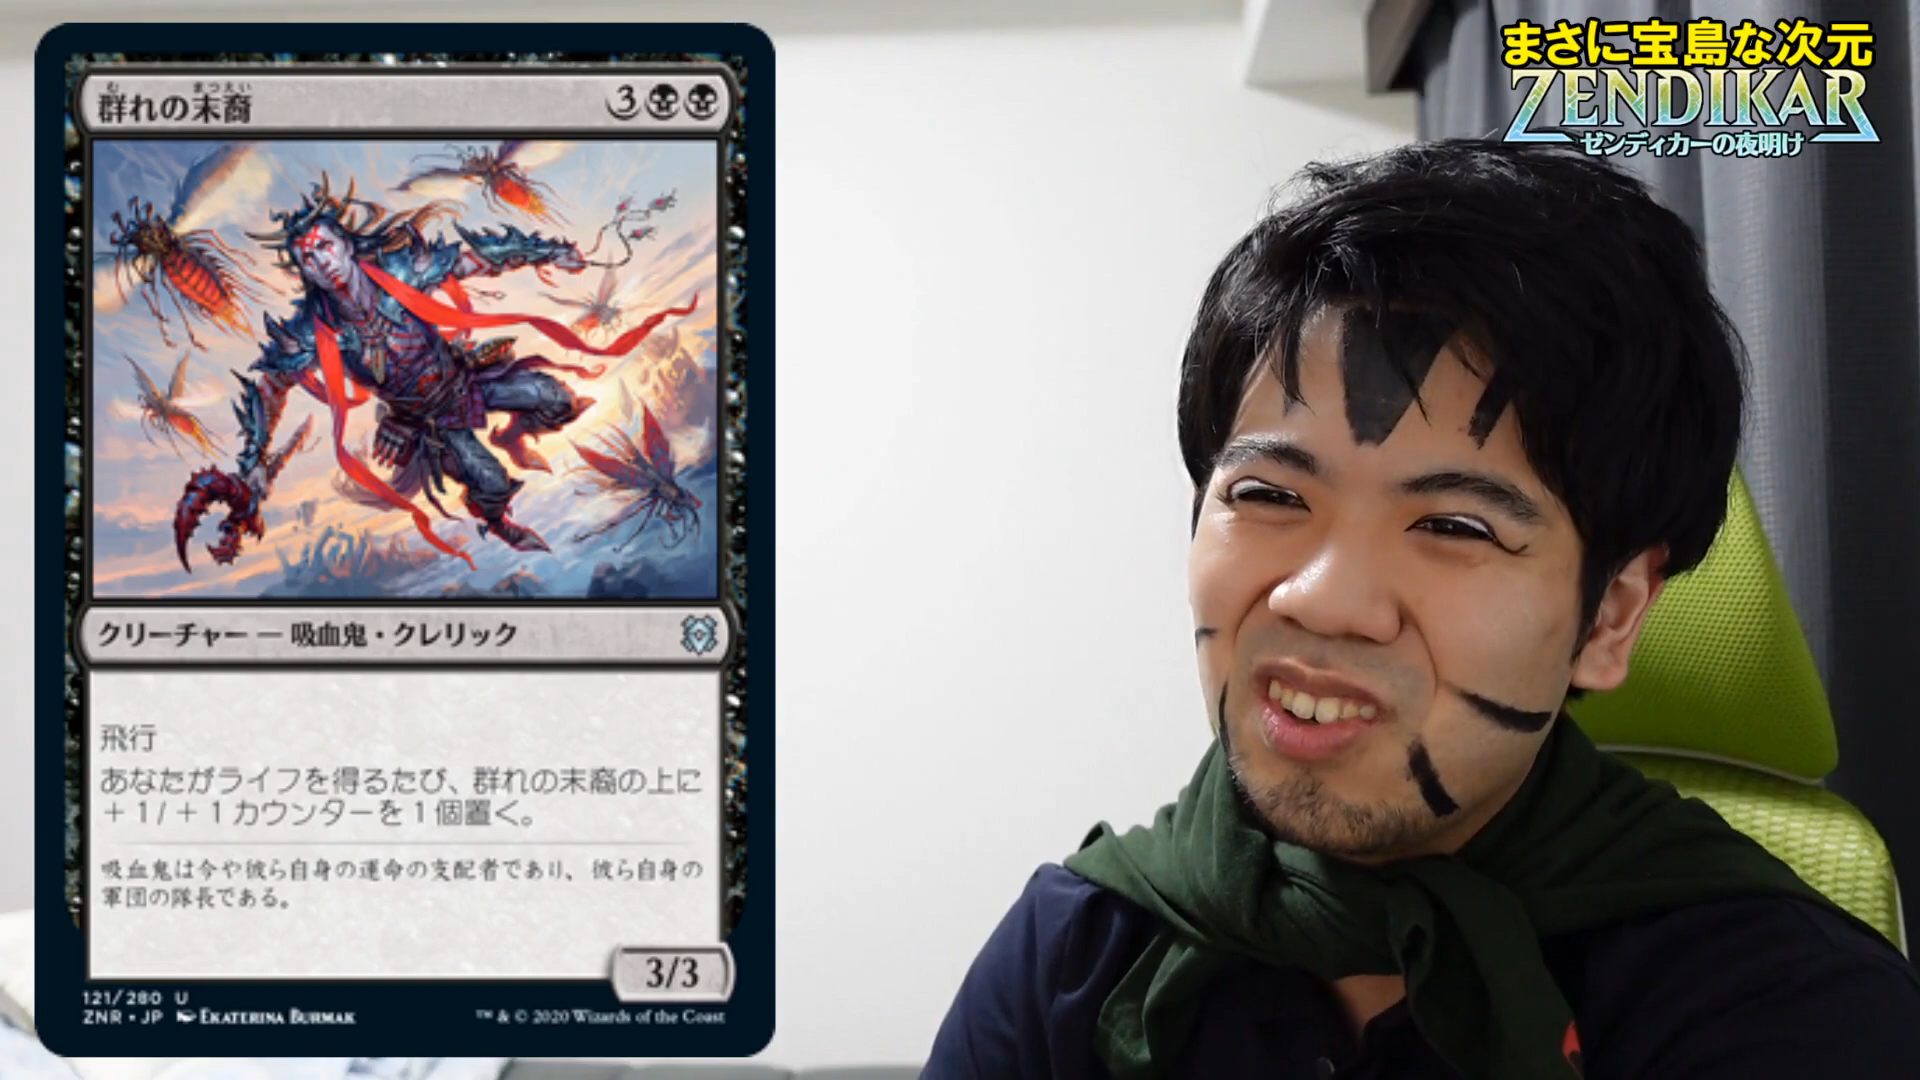 群れの末裔
む まつえい
3
クリーチャー — 吸血鬼・クレリック
飛行
あなたがライフを得るたび、群れの末裔の上に
+1/+1カウンターを1個置く。
吸血鬼は今や彼ら自身の運命の支配者であり、彼ら自身の
軍団の隊長である。
3/3
121/280 U
ZNR・JP EKATERINA BURMAK
™ & © 2020 Wizards of the Coast
まさに宝島な次元
ZENDIKAR
ゼンディカーの夜明け